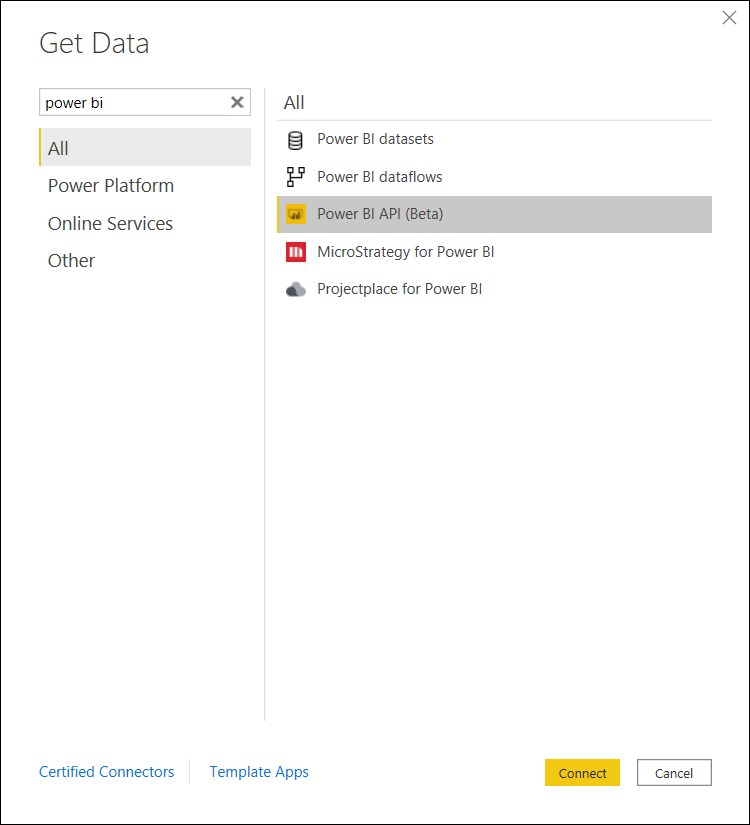 Get Data
power bi
All
Power Platform
Online Services
Other
All
Power BI datasets
Power BI dataflows
Power BI API (Beta)
MicroStrategy for Power BI
Projectplace for Power BI
Certified Connectors
Template Apps
Connect
Cancel